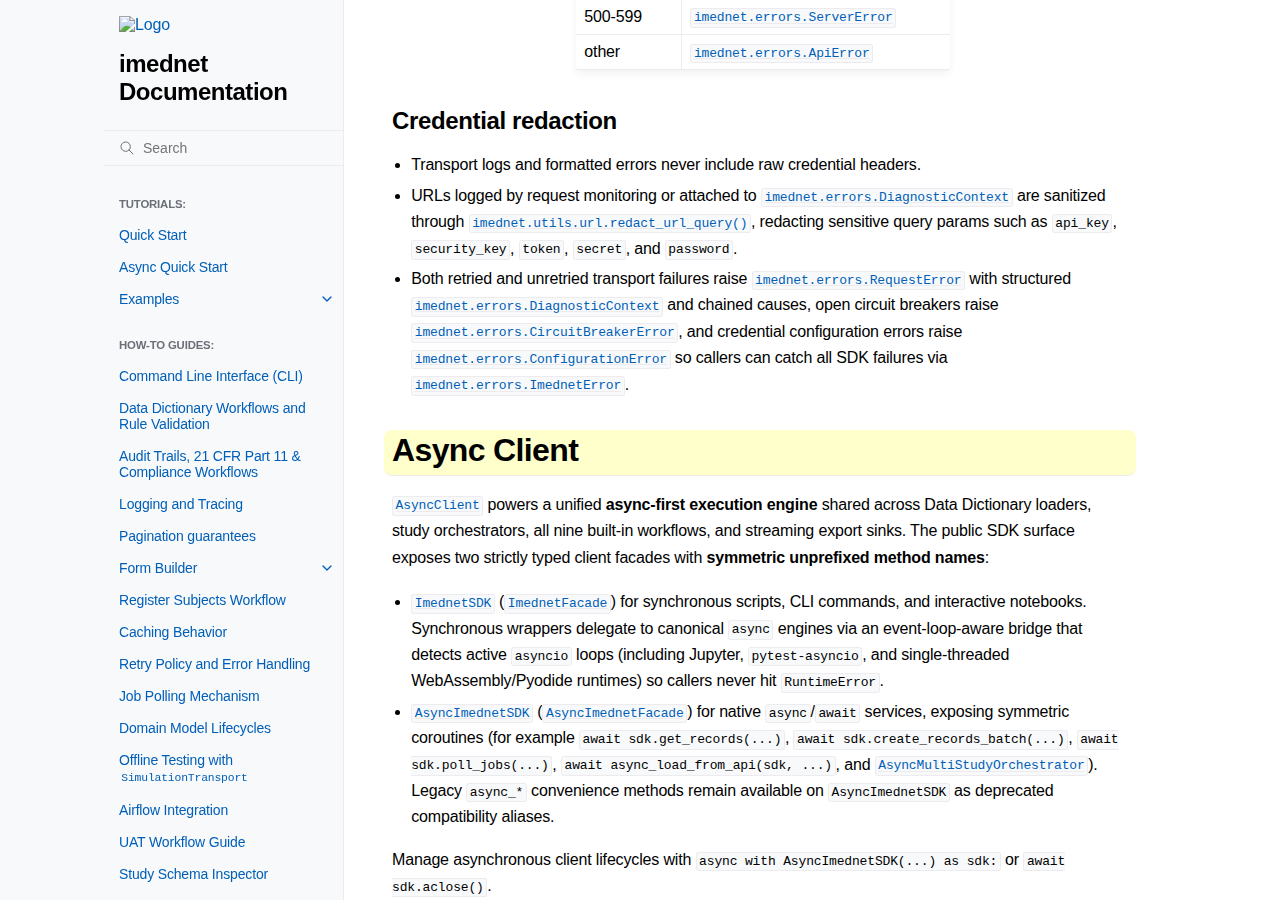 Logo
imednet
Documentation
Search
TUTORIALS:
Quick Start
Async Quick Start
Examples
HOW-TO GUIDES:
Command Line Interface (CLI)
Data Dictionary Workflows and
Rule Validation
Audit Trails, 21 CFR Part 11 &
Compliance Workflows
Logging and Tracing
Pagination guarantees
Form Builder
Register Subjects Workflow
Caching Behavior
Retry Policy and Error Handling
Job Polling Mechanism
Domain Model Lifecycles
Offline Testing with
SimulationTransport
Airflow Integration
UAT Workflow Guide
Study Schema Inspector
500-599 imednet.errors.ServerError
other imednet.errors.ApiError
Credential redaction
• Transport logs and formatted errors never include raw credential headers.
• URLs logged by request monitoring or attached to imednet.errors.DiagnosticContext are sanitized
through imednet.utils.url.redact_url_query(), redacting sensitive query params such as api_key,
security_key, token, secret, and password.
• Both retried and unretried transport failures raise imednet.errors.RequestError with structured
imednet.errors.DiagnosticContext and chained causes, open circuit breakers raise
imednet.errors.CircuitBreakerError, and credential configuration errors raise
imednet.errors.ConfigurationError so callers can catch all SDK failures via
imednet.errors.ImednetError.
Async Client
AsyncClient powers a unified async-first execution engine shared across Data Dictionary loaders,
study orchestrators, all nine built-in workflows, and streaming export sinks. The public SDK surface
exposes two strictly typed client facades with symmetric unprefixed method names:
• ImednetSDK (ImednetFacade) for synchronous scripts, CLI commands, and interactive notebooks.
Synchronous wrappers delegate to canonical async engines via an event-loop-aware bridge that
detects active asyncio loops (including Jupyter, pytest-asyncio, and single-threaded
WebAssembly/Pyodide runtimes) so callers never hit RuntimeError.
• AsyncImednetSDK (AsyncImednetFacade) for native async/await services, exposing symmetric
coroutines (for example await sdk.get_records(...), await sdk.create_records_batch(...), await
sdk.poll_jobs(...), await async_load_from_api(sdk, ...), and AsyncMultiStudyOrchestrator).
Legacy async_* convenience methods remain available on AsyncImednetSDK as deprecated
compatibility aliases.
Manage asynchronous client lifecycles with async with AsyncImednetSDK(...) as sdk: or await
sdk.aclose().